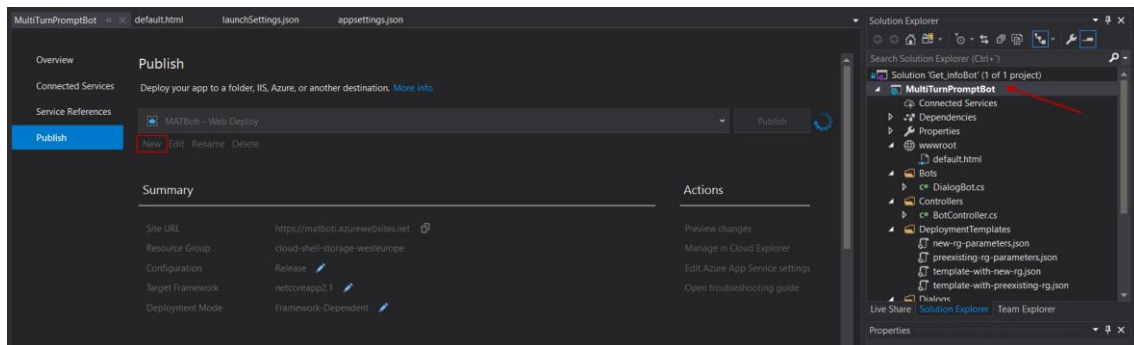 MultiTurnPromptBot
default.html
launchSettings.json
appsettings.json
Overview
Connected Services
Service References
Publish
Publish
Deploy your app to a folder, IIS, Azure, or another destination. More info
MATBoti - Web Deploy
Publish
New Edit Rename Delete
Summary
Site URL https://matboti.azurewebsites.net
Resource Group cloud-shell-storage-westeurope
Configuration Release
Target Framework netcoreapp2.1
Deployment Mode Framework-Dependent
Actions
Preview changes
Manage in Cloud Explorer
Edit Azure App Service settings
Open troubleshooting guide
Solution Explorer
Search Solution Explorer (Ctrl+¨)
Solution 'Get_infoBot' (1 of 1 project)
MultiTurnPromptBot
Connected Services
Dependencies
Properties
wwwroot
default.html
Bots
C# DialogBot.cs
Controllers
C# BotController.cs
DeploymentTemplates
new-rg-parameters.json
preexisting-rg-parameters.json
template-with-new-rg.json
template-with-preexisting-rg.json
Dialogs
Live Share Solution Explorer Team Explorer
Properties